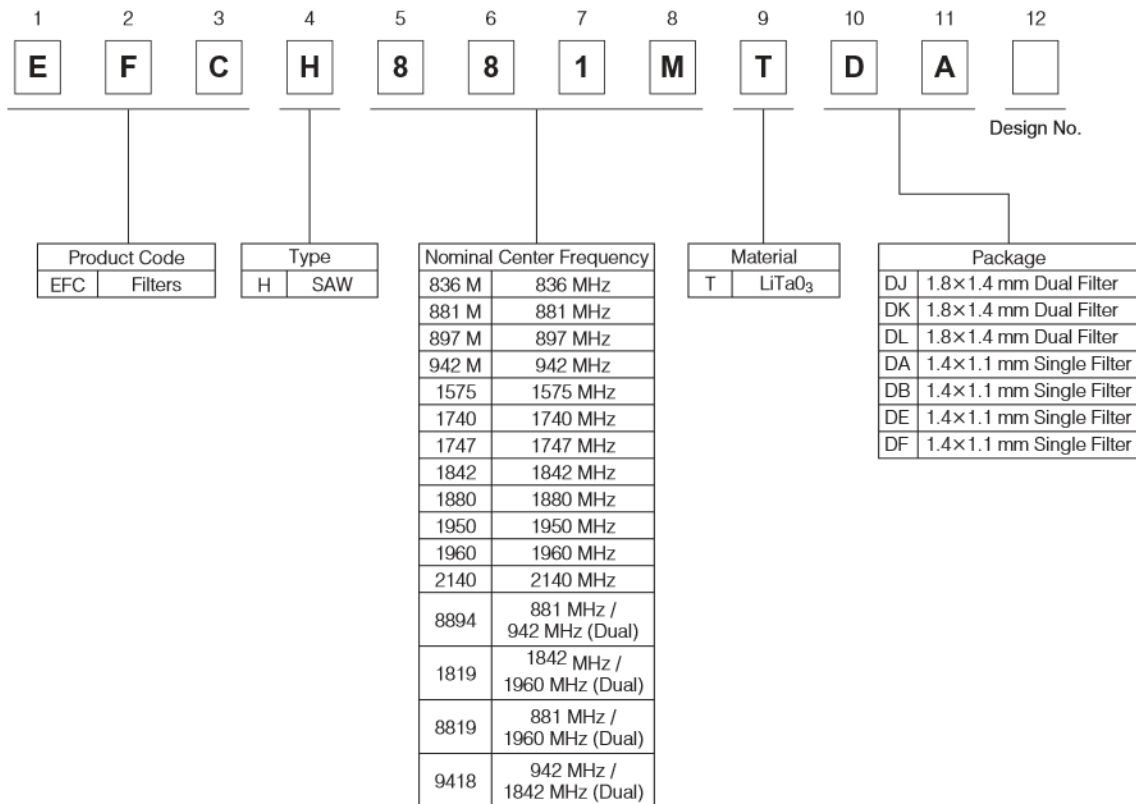 1 2 3 4 5 6 7 8 9 10 11 12
E F C H 8 8 1 M T D A
Design No.
Product Code
EFC Filters
Type
H SAW
Nominal Center Frequency
836 M 836 MHz
881 M 881 MHz
897 M 897 MHz
942 M 942 MHz
1575 1575 MHz
1740 1740 MHz
1747 1747 MHz
1842 1842 MHz
1880 1880 MHz
1950 1950 MHz
1960 1960 MHz
2140 2140 MHz
8894 881 MHz /
942 MHz (Dual)
1819 1842 MHz /
1960 MHz (Dual)
8819 881 MHz /
1960 MHz (Dual)
9418 942 MHz /
1842 MHz (Dual)
Material
T LiTa0₃
Package
DJ 1.8×1.4 mm Dual Filter
DK 1.8×1.4 mm Dual Filter
DL 1.8×1.4 mm Dual Filter
DA 1.4×1.1 mm Single Filter
DB 1.4×1.1 mm Single Filter
DE 1.4×1.1 mm Single Filter
DF 1.4×1.1 mm Single Filter